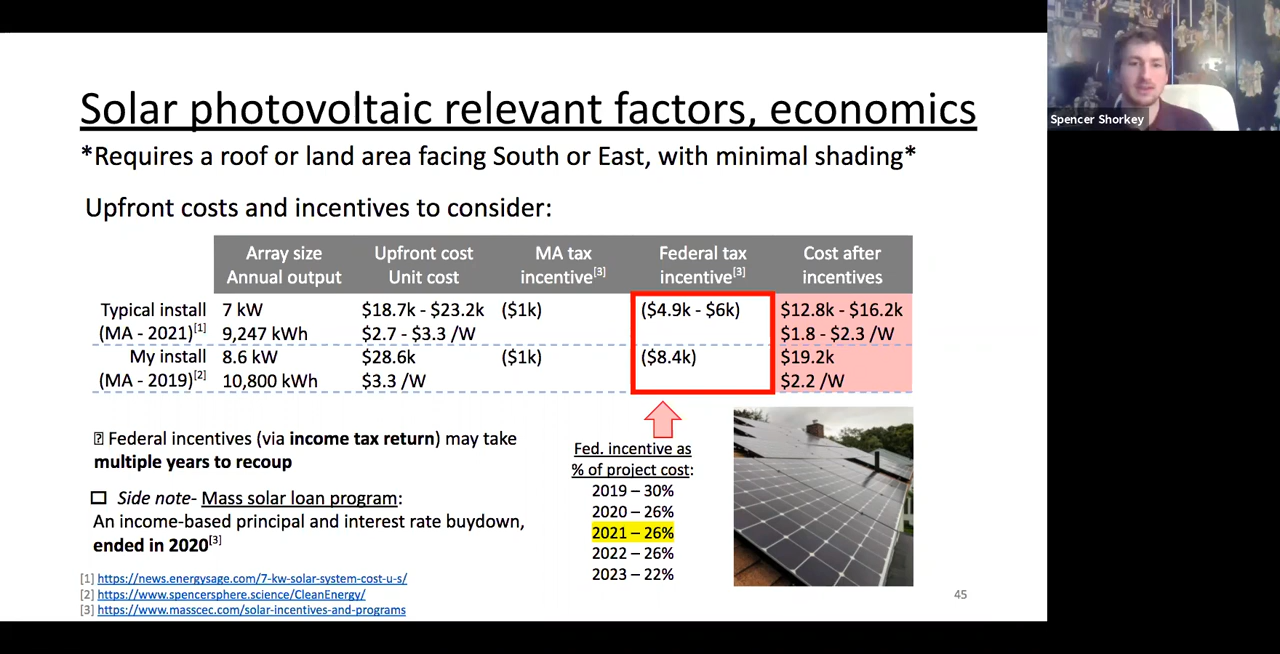 Solar photovoltaic relevant factors, economics
*Requires a roof or land area facing South or East, with minimal shading*
Upfront costs and incentives to consider:
Array size Upfront cost MA tax Federal tax Cost after
Annual output Unit cost incentive[3] incentive[3] incentives
Typical install 7 kW $18.7k - $23.2k ($1k) ($4.9k - $6k) $12.8k - $16.2k
(MA - 2021)[1] 9,247 kWh $2.7 - $3.3 /W $1.8 - $2.3 /W
My install 8.6 kW $28.6k ($1k) ($8.4k) $19.2k
(MA - 2019)[2] 10,800 kWh $3.3 /W $2.2 /W
Federal incentives (via income tax return) may take
multiple years to recoup
Side note- Mass solar loan program:
An income-based principal and interest rate buydown,
ended in 2020[3]
Fed. incentive as
% of project cost:
2019 – 30%
2020 – 26%
2021 – 26%
2022 – 26%
2023 – 22%
[1] https://news.energysage.com/7-kw-solar-system-cost-u-s/
[2] https://www.spencersphere.science/CleanEnergy/
[3] https://www.masscec.com/solar-incentives-and-programs
45
Spencer Shorkey